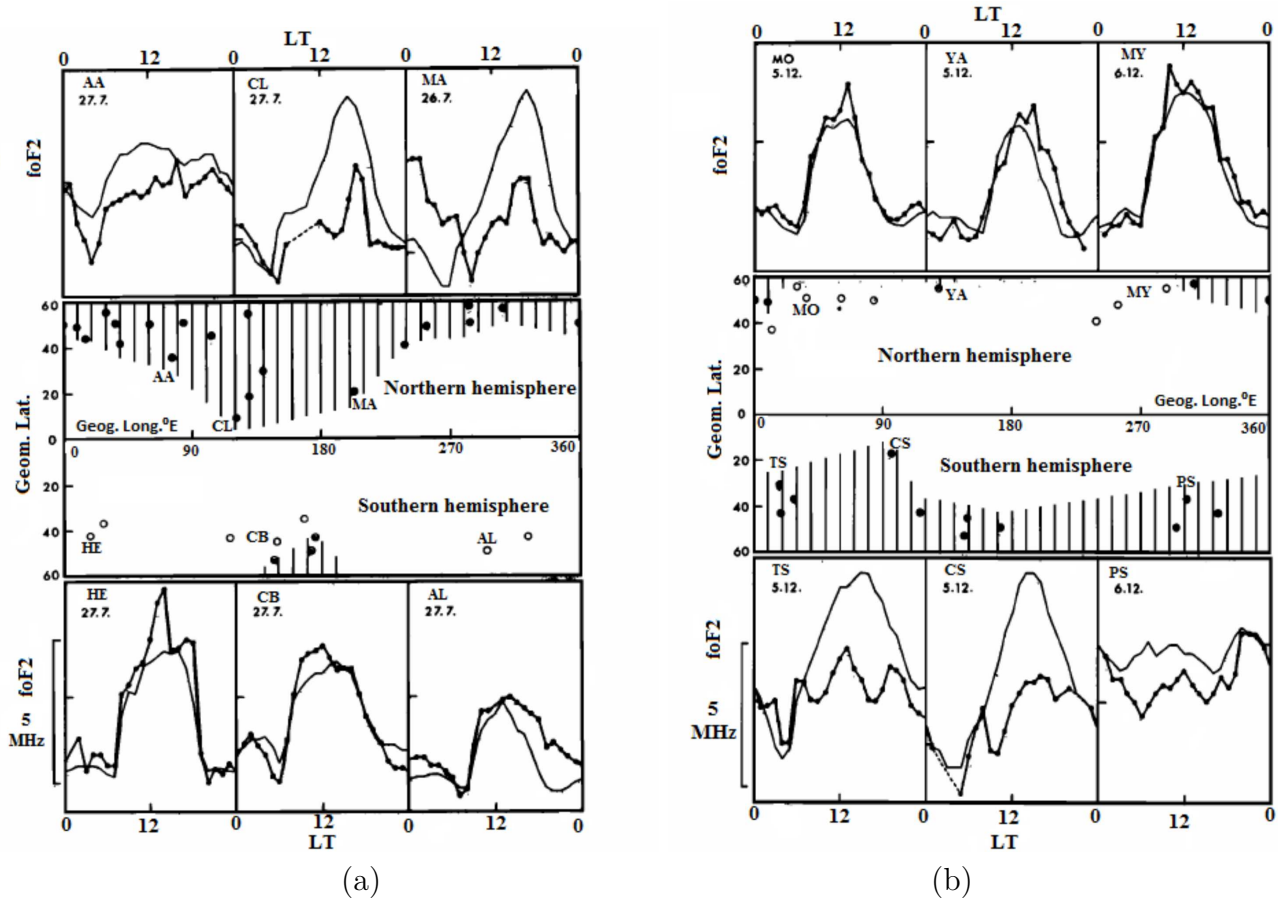 LT
0 12 0 12 0 12 0
AA
27.7.
CL
27.7.
MA
26.7.
foF2
60
40
20
0
AA
CL
MA
Northern hemisphere
Geog. Long.⁰E
0 90 180 270 360
Geom. Lat.
Southern hemisphere
20
40
60
HE
CB
AL
HE
27.7.
CB
27.7.
AL
27.7.
foF2
5
MHz
0 12 0 12 0 12 0
LT
(a)
LT
0 12 0 12 0 12 0
MO
5.12.
YA
5.12.
MY
6.12.
foF2
60
40
20
0
MO
YA
MY
Northern hemisphere
Geog. Long.⁰E
0 90 180 270 360
Geom. Lat.
Southern hemisphere
20
40
60
TS
CS
PS
TS
5.12.
CS
5.12.
PS
6.12.
foF2
5
MHz
0 12 0 12 0 12 0
LT
(b)